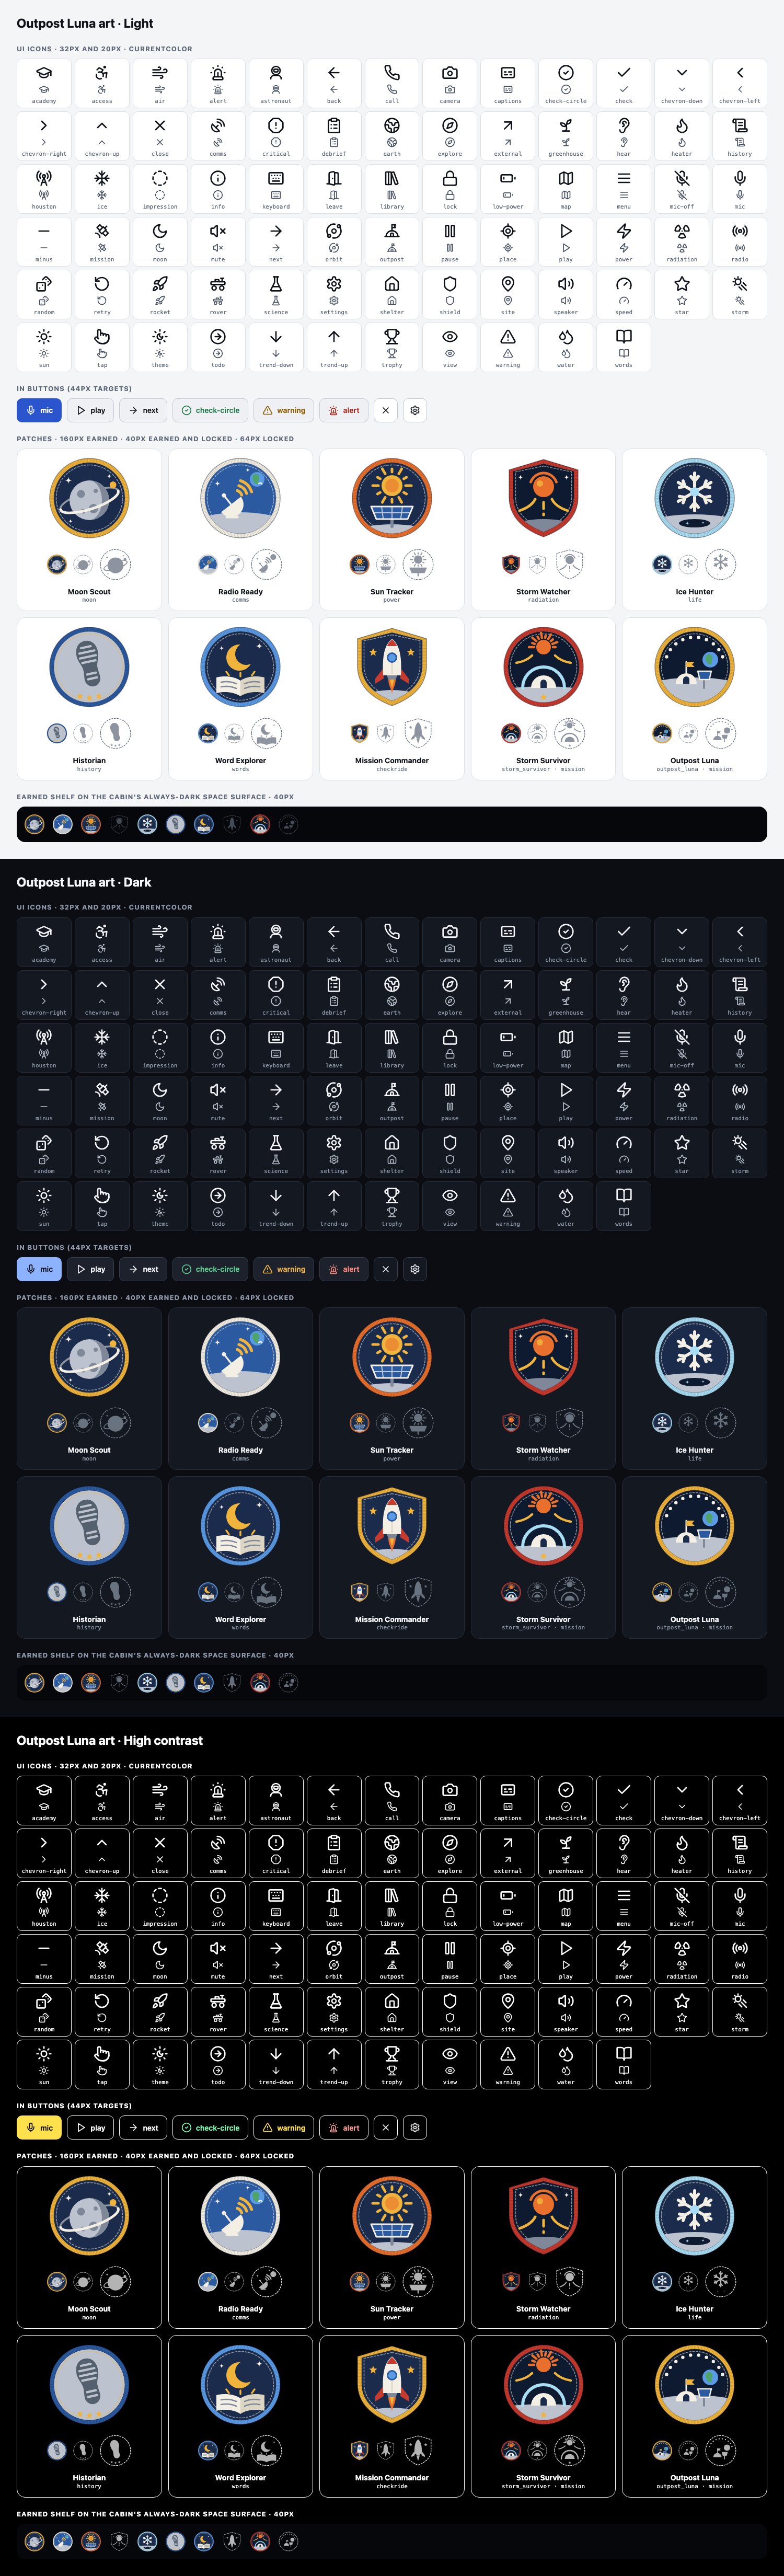 Outpost Luna art · Light
UI ICONS · 32PX AND 20PX · CURRENTCOLOR
academy access air alert astronaut back call camera captions check-circle check chevron-down chevron-left
chevron-right chevron-up close comms critical debrief earth explore external greenhouse hear heater history
houston ice impression info keyboard leave library lock low-power map menu mic-off mic
minus mission moon mute next orbit outpost pause place play power radiation radio
random retry rocket rover science settings shelter shield site speaker speed star storm
sun tap theme todo trend-down trend-up trophy view warning water words
IN BUTTONS (44PX TARGETS)
mic play next check-circle warning alert
PATCHES · 160PX EARNED · 40PX EARNED AND LOCKED · 64PX LOCKED
Moon Scout Radio Ready Sun Tracker Storm Watcher Ice Hunter
moon comms power radiation life
Historian Word Explorer Mission Commander Storm Survivor Outpost Luna
history words checkride storm_survivor · mission outpost_luna · mission
EARNED SHELF ON THE CABIN'S ALWAYS-DARK SPACE SURFACE · 40PX
Outpost Luna art · Dark
UI ICONS · 32PX AND 20PX · CURRENTCOLOR
academy access air alert astronaut back call camera captions check-circle check chevron-down chevron-left
chevron-right chevron-up close comms critical debrief earth explore external greenhouse hear heater history
houston ice impression info keyboard leave library lock low-power map menu mic-off mic
minus mission moon mute next orbit outpost pause place play power radiation radio
random retry rocket rover science settings shelter shield site speaker speed star storm
sun tap theme todo trend-down trend-up trophy view warning water words
IN BUTTONS (44PX TARGETS)
mic play next check-circle warning alert
PATCHES · 160PX EARNED · 40PX EARNED AND LOCKED · 64PX LOCKED
Moon Scout Radio Ready Sun Tracker Storm Watcher Ice Hunter
moon comms power radiation life
Historian Word Explorer Mission Commander Storm Survivor Outpost Luna
history words checkride storm_survivor · mission outpost_luna · mission
EARNED SHELF ON THE CABIN'S ALWAYS-DARK SPACE SURFACE · 40PX
Outpost Luna art · High contrast
UI ICONS · 32PX AND 20PX · CURRENTCOLOR
academy access air alert astronaut back call camera captions check-circle check chevron-down chevron-left
chevron-right chevron-up close comms critical debrief earth explore external greenhouse hear heater history
houston ice impression info keyboard leave library lock low-power map menu mic-off mic
minus mission moon mute next orbit outpost pause place play power radiation radio
random retry rocket rover science settings shelter shield site speaker speed star storm
sun tap theme todo trend-down trend-up trophy view warning water words
IN BUTTONS (44PX TARGETS)
mic play next check-circle warning alert
PATCHES · 160PX EARNED · 40PX EARNED AND LOCKED · 64PX LOCKED
Moon Scout Radio Ready Sun Tracker Storm Watcher Ice Hunter
moon comms power radiation life
Historian Word Explorer Mission Commander Storm Survivor Outpost Luna
history words checkride storm_survivor · mission outpost_luna · mission
EARNED SHELF ON THE CABIN'S ALWAYS-DARK SPACE SURFACE · 40PX